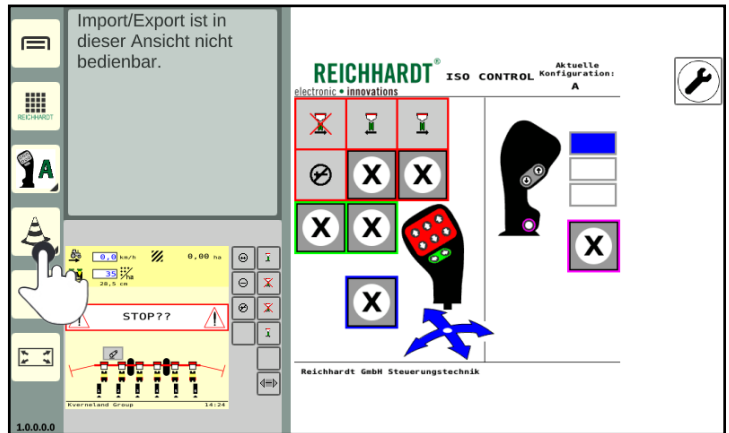 Import/Export ist in
dieser Ansicht nicht
bedienbar.
REICHHARDT
A
1.0.0.0.0
0,0 km/h
0,00 ha
35 /ha
20,5 cm
STOP??
Kverneland Group 14:24
REICHHARDT®
electronic • innovations
ISO CONTROL
Aktuelle
Konfiguration:
A
X X
X X
X
X
Reichhardt GmbH Steuerungstechnik